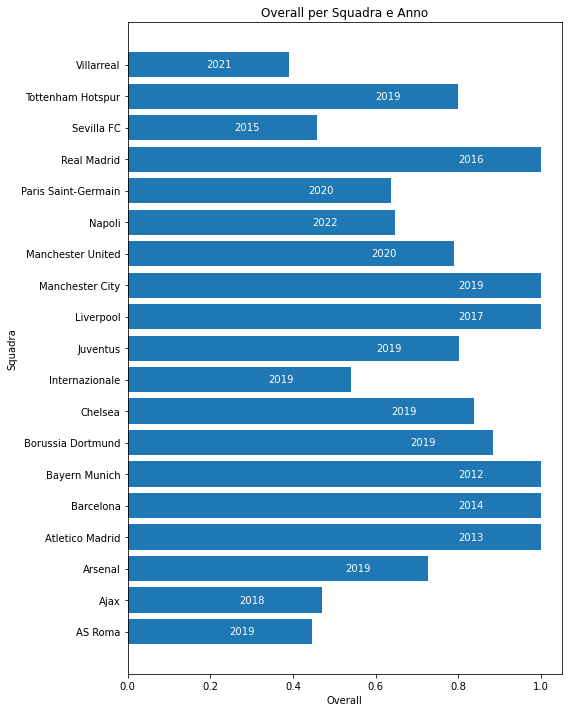 Overall per Squadra e Anno
Villarreal 2021
Tottenham Hotspur 2019
Sevilla FC 2015
Real Madrid 2016
Paris Saint-Germain 2020
Napoli 2022
Manchester United 2020
Manchester City 2019
Liverpool 2017
Juventus 2019
Internazionale 2019
Chelsea 2019
Borussia Dortmund 2019
Bayern Munich 2012
Barcelona 2014
Atletico Madrid 2013
Arsenal 2019
Ajax 2018
AS Roma 2019
Squadra
0.0 0.2 0.4 0.6 0.8 1.0
Overall